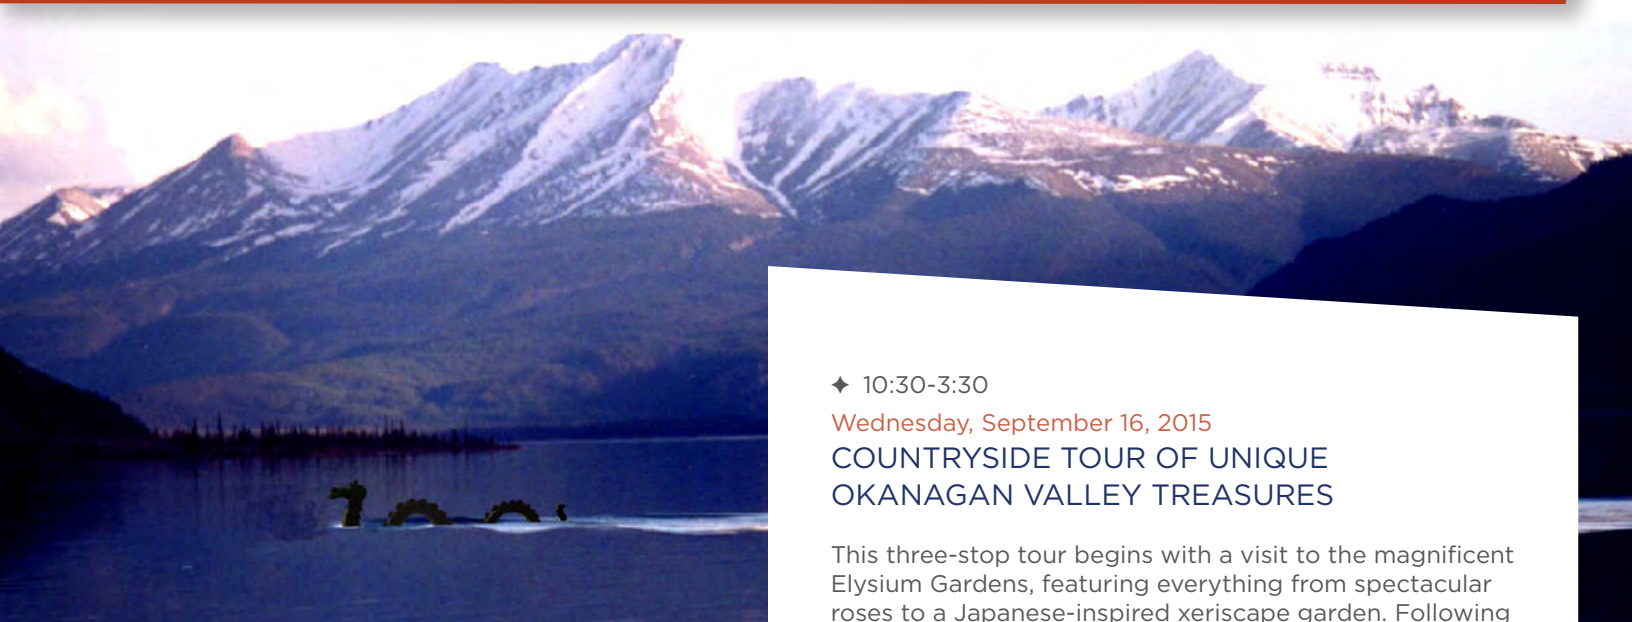 ✦ 10:30-3:30
Wednesday, September 16, 2015
COUNTRYSIDE TOUR OF UNIQUE
OKANAGAN VALLEY TREASURES
This three-stop tour begins with a visit to the magnificent
Elysium Gardens, featuring everything from spectacular
roses to a Japanese-inspired xeriscape garden. Following